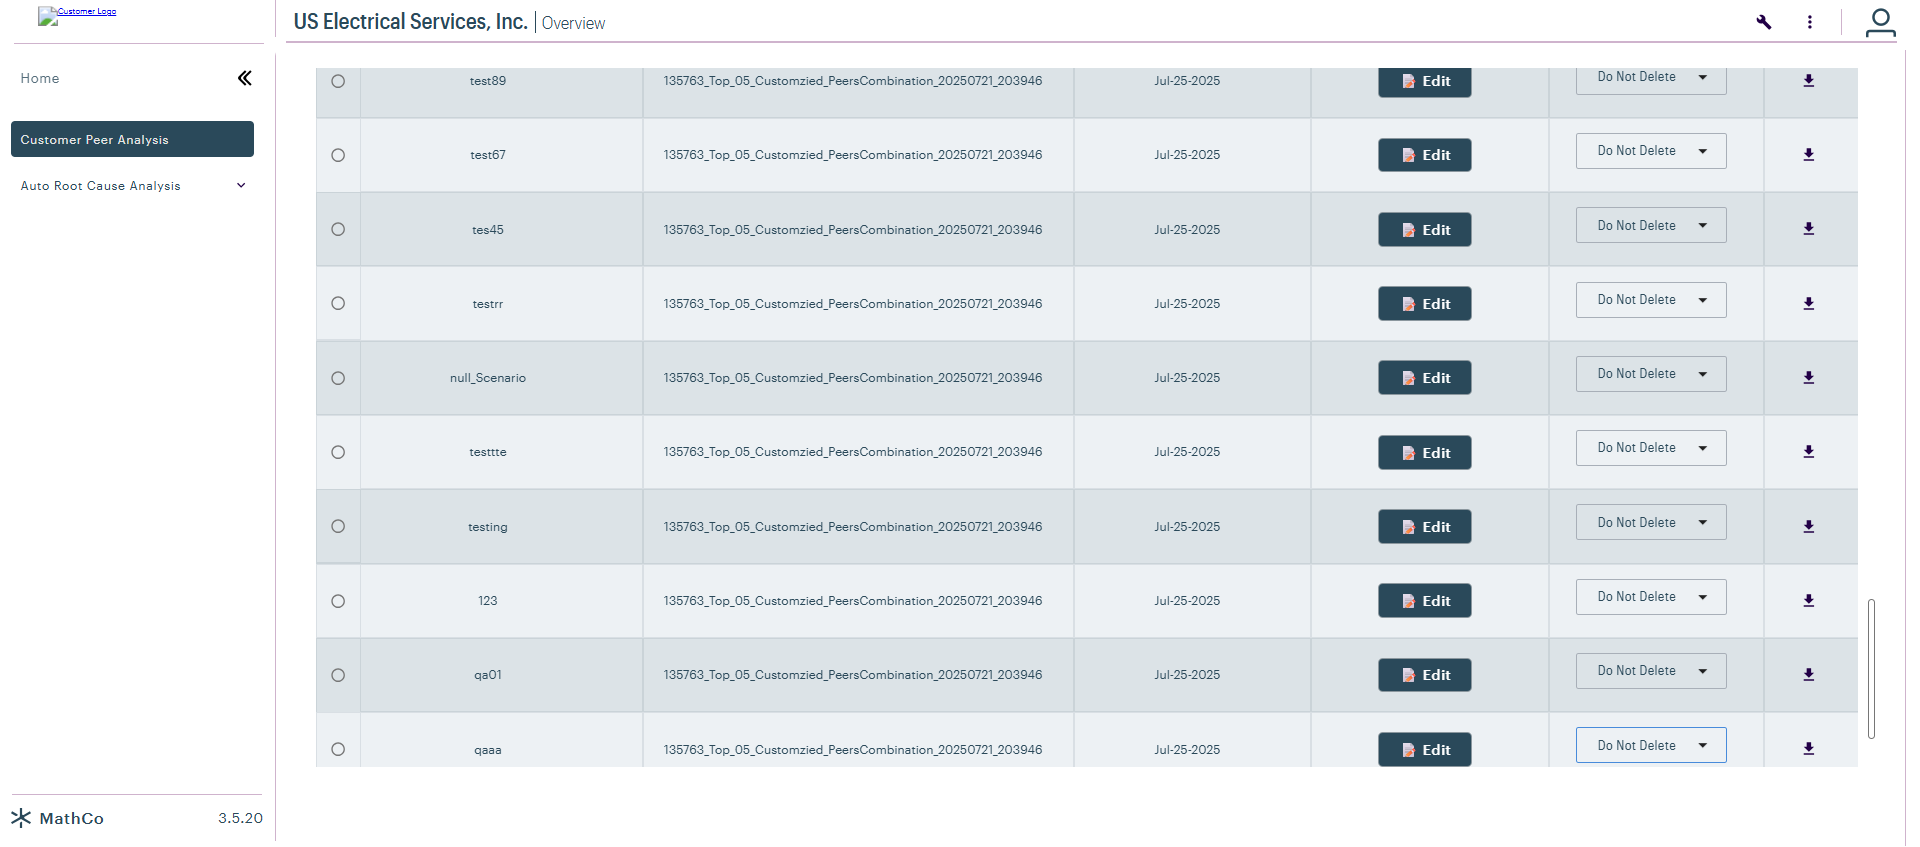 Customer Logo
US Electrical Services, Inc. | Overview
Home
Customer Peer Analysis
Auto Root Cause Analysis
test89 135763_Top_05_Customzied_PeersCombination_20250721_203946 Jul-25-2025 Edit Do Not Delete
test67 135763_Top_05_Customzied_PeersCombination_20250721_203946 Jul-25-2025 Edit Do Not Delete
tes45 135763_Top_05_Customzied_PeersCombination_20250721_203946 Jul-25-2025 Edit Do Not Delete
testrr 135763_Top_05_Customzied_PeersCombination_20250721_203946 Jul-25-2025 Edit Do Not Delete
null_Scenario 135763_Top_05_Customzied_PeersCombination_20250721_203946 Jul-25-2025 Edit Do Not Delete
testtte 135763_Top_05_Customzied_PeersCombination_20250721_203946 Jul-25-2025 Edit Do Not Delete
testing 135763_Top_05_Customzied_PeersCombination_20250721_203946 Jul-25-2025 Edit Do Not Delete
123 135763_Top_05_Customzied_PeersCombination_20250721_203946 Jul-25-2025 Edit Do Not Delete
qa01 135763_Top_05_Customzied_PeersCombination_20250721_203946 Jul-25-2025 Edit Do Not Delete
qaaa 135763_Top_05_Customzied_PeersCombination_20250721_203946 Jul-25-2025 Edit Do Not Delete
MathCo 3.5.20